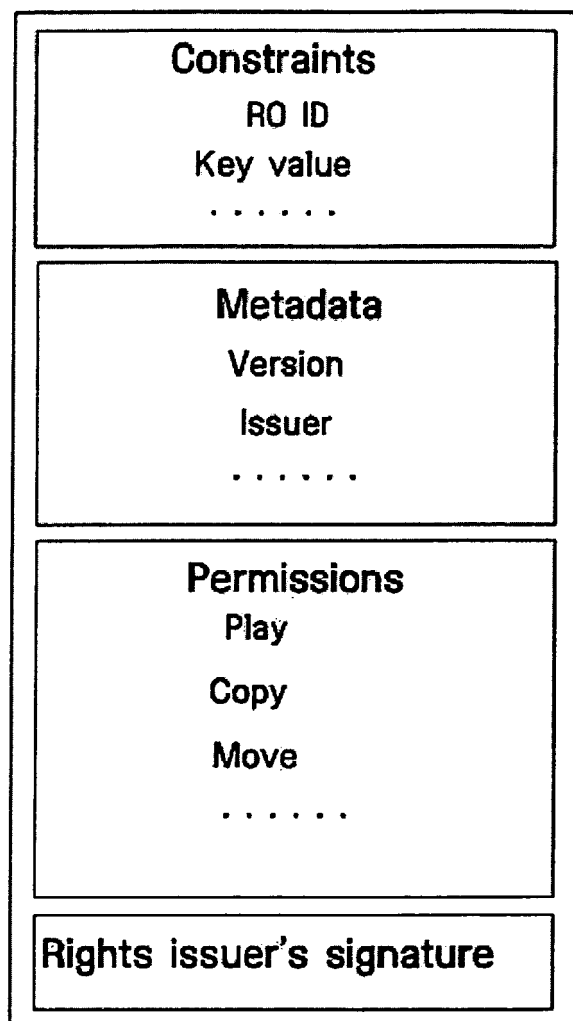 Constraints
RO ID
Key value
......
Metadata
Version
Issuer
......
Permissions
Play
Copy
Move
......
Rights issuer's signature